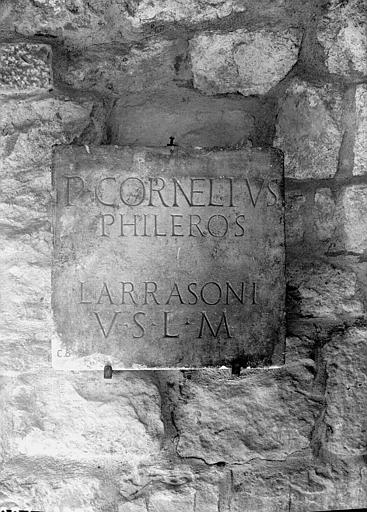 P·CORNELIVS
PHILEROS
LARRASONI
V·S·L·M
C B